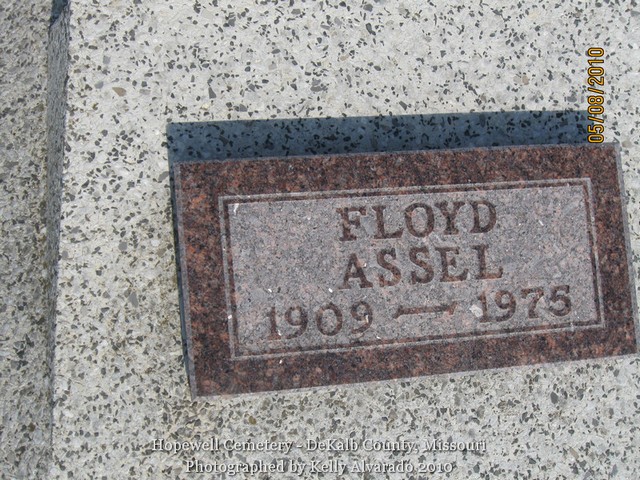 05/08/2010
FLOYD
ASSEL
1909 — 1975
Hopewell Cemetery - DeKalb County, Missouri
Photographed by Kelly Alvarado 2010